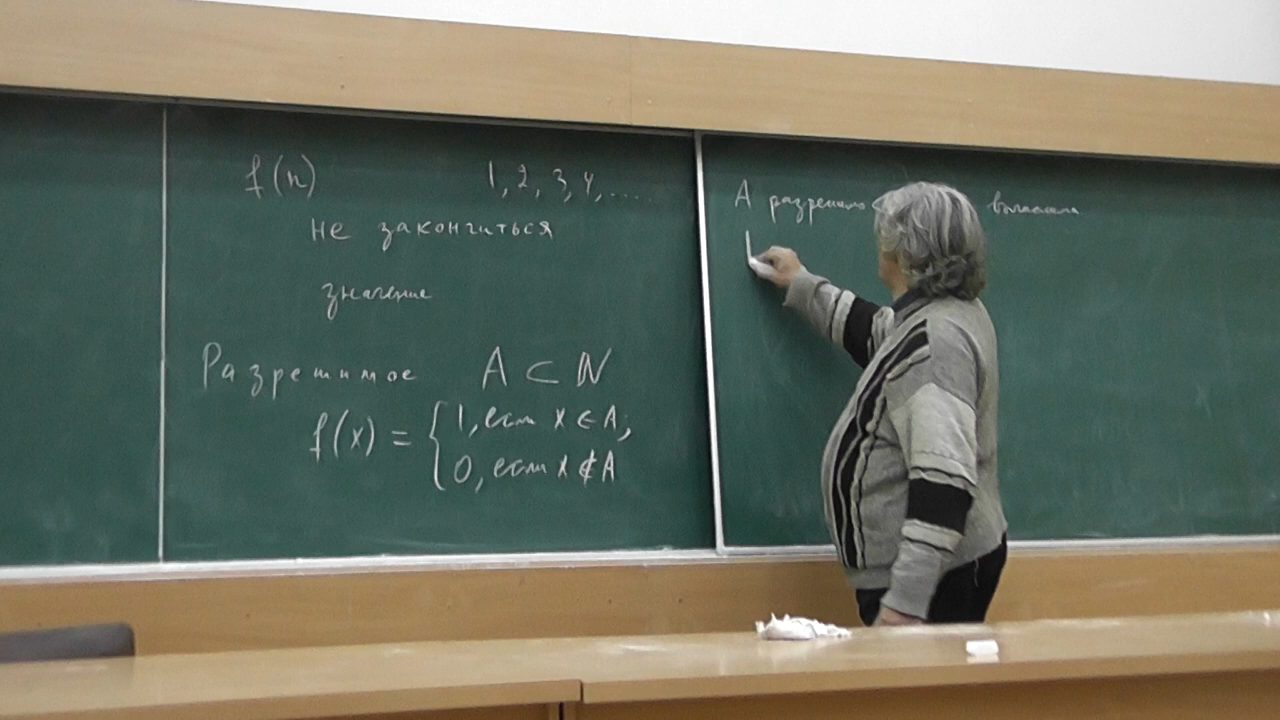 f(n) 1, 2, 3, 4, ....
не закончиться
значение
Разрешимое A ⊂ ℕ
f(x) = { 1, если x ∈ A;
0, если x ∉ A
A разрешимо